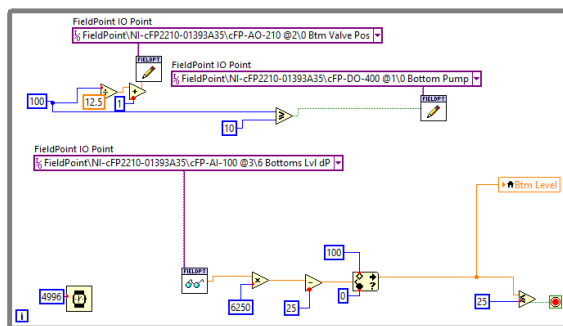 FieldPoint IO Point
FieldPoint\NI-cFP2210-01393A35\cFP-AO-210 @2\0 Btm Valve Pos
FIELDPT
FieldPoint IO Point
FieldPoint\NI-cFP2210-01393A35\cFP-DO-400 @1\0 Bottom Pump
FIELDPT
100
12.5
1
10
FieldPoint IO Point
FieldPoint\NI-cFP2210-01393A35\cFP-AI-100 @3\6 Bottoms Lvl dP
Btm Level
FIELDPT
100
?
6250
25
0
25
4996
i